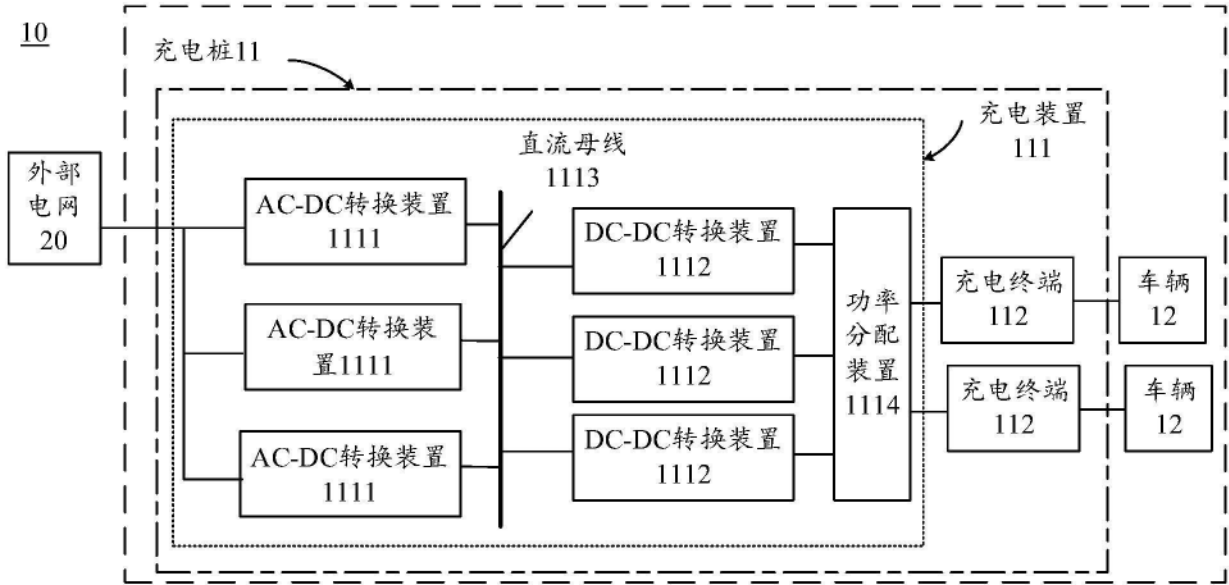 10
充电桩11
充电装置
111
直流母线
1113
外部
电网
20
AC-DC转换装置
1111
AC-DC转换装
置1111
AC-DC转换装置
1111
DC-DC转换装置
1112
DC-DC转换装置
1112
DC-DC转换装置
1112
功率
分配
装置
1114
充电终端
112
车辆
12
充电终端
112
车辆
12